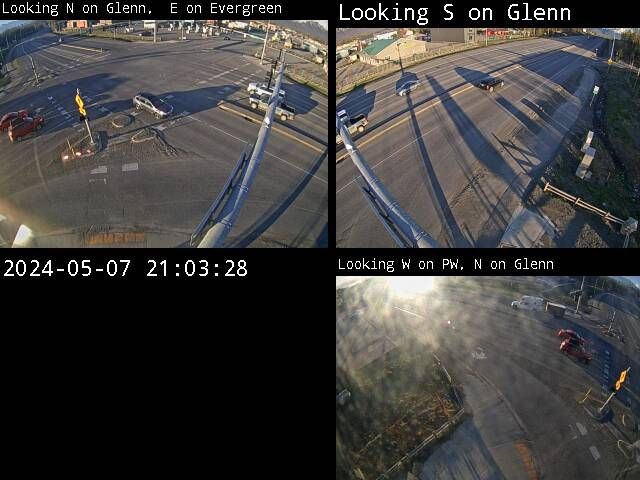 Looking N on Glenn, E on Evergreen
Looking S on Glenn
2024-05-07 21:03:28
Looking W on PW, N on Glenn